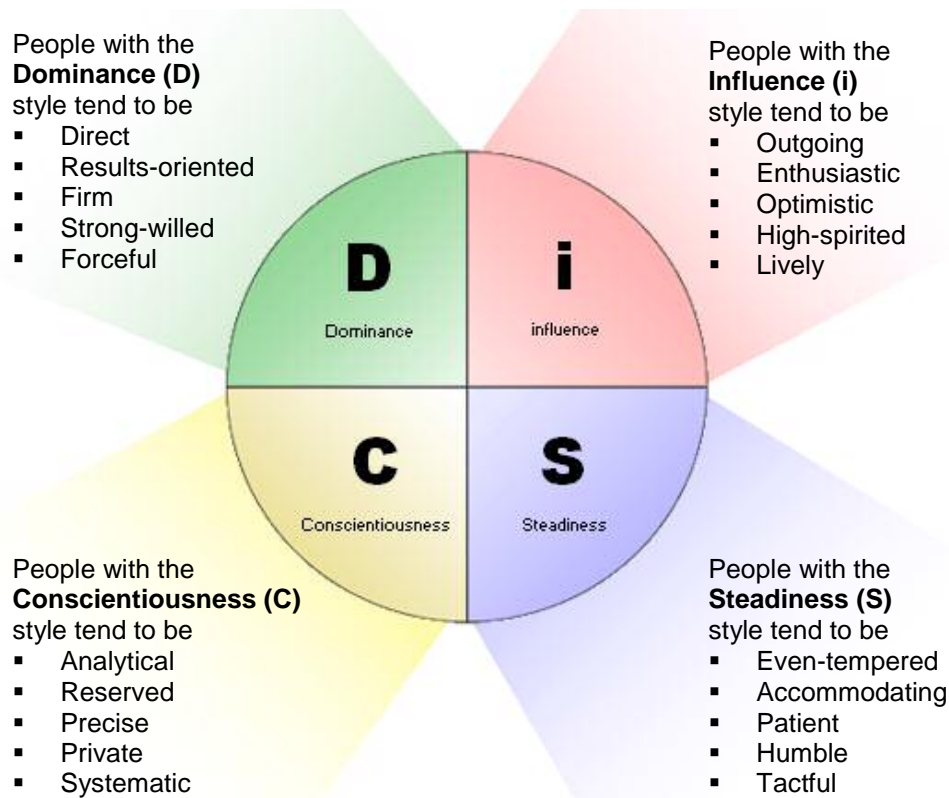 People with the
Dominance (D)
style tend to be
▪ Direct
▪ Results-oriented
▪ Firm
▪ Strong-willed
▪ Forceful
People with the
Influence (i)
style tend to be
▪ Outgoing
▪ Enthusiastic
▪ Optimistic
▪ High-spirited
▪ Lively
D
Dominance
i
influence
C
Conscientiousness
S
Steadiness
People with the
Conscientiousness (C)
style tend to be
▪ Analytical
▪ Reserved
▪ Precise
▪ Private
▪ Systematic
People with the
Steadiness (S)
style tend to be
▪ Even-tempered
▪ Accommodating
▪ Patient
▪ Humble
▪ Tactful